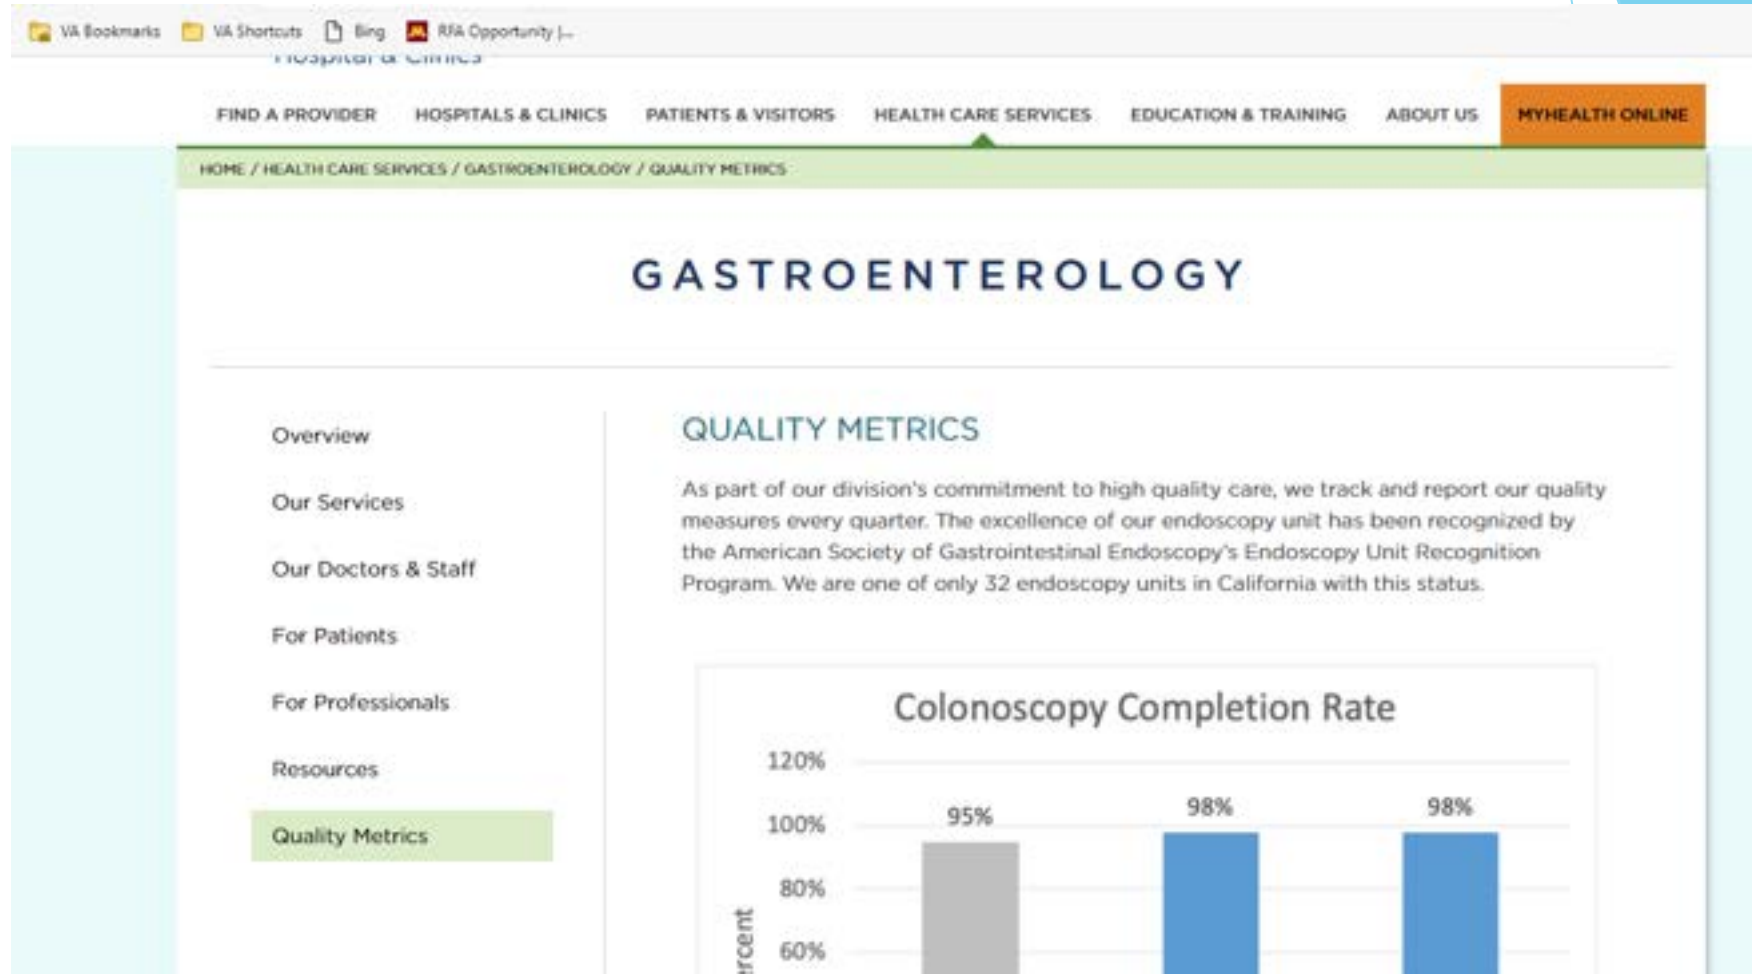 VA Bookmarks VA Shortcuts Bing RFA Opportunity |...
Hospital & Clinics
FIND A PROVIDER HOSPITALS & CLINICS PATIENTS & VISITORS HEALTH CARE SERVICES EDUCATION & TRAINING ABOUT US MYHEALTH ONLINE
HOME / HEALTH CARE SERVICES / GASTROENTEROLOGY / QUALITY METRICS
GASTROENTEROLOGY
Overview
Our Services
Our Doctors & Staff
For Patients
For Professionals
Resources
Quality Metrics
QUALITY METRICS
As part of our division's commitment to high quality care, we track and report our quality
measures every quarter. The excellence of our endoscopy unit has been recognized by
the American Society of Gastrointestinal Endoscopy's Endoscopy Unit Recognition
Program. We are one of only 32 endoscopy units in California with this status.
Colonoscopy Completion Rate
120%
100%
80%
60%
95% 98% 98%